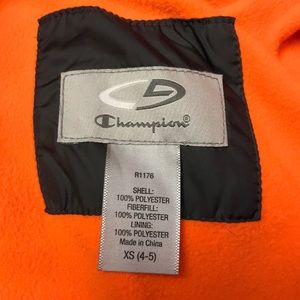 Champion®
R1176
SHELL:
100% POLYESTER
FIBERFILL:
100% POLYESTER
LINING:
100% POLYESTER
Made in China
XS (4-5)